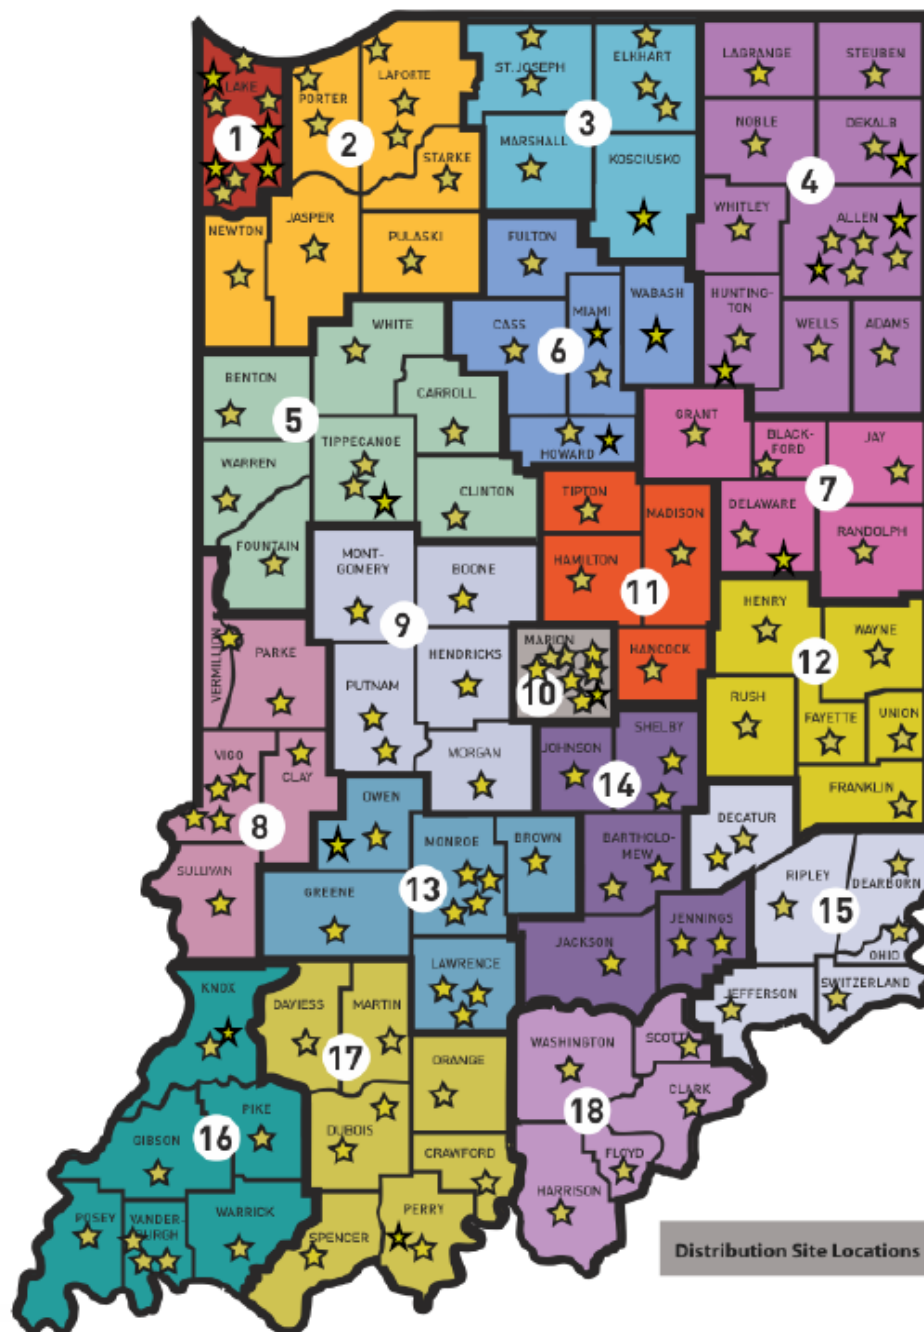 LAGRANGE
STEUBEN
ST. JOSEPH
ELKHART
LAPORTE
LAKE
PORTER
1
2
3
NOBLE
DEKALB
MARSHALL
KOSCIUSKO
STARKE
4
WHITLEY
ALLEN
NEWTON
JASPER
PULASKI
FULTON
HUNTING-
TON
WABASH
MIAMI
WHITE
CASS
6
WELLS
ADAMS
BENTON
CARROLL
5
GRANT
TIPPECANOE
BLACK-
FORD
JAY
HOWARD
WARREN
CLINTON
7
TIPTON
MADISON
DELAWARE
RANDOLPH
FOUNTAIN
MONT-
GOMERY
BOONE
HAMILTON
11
HENRY
9
WAYNE
VERMILLION
PARKE
HENDRICKS
MARION
HANCOCK
12
10
PUTNAM
RUSH
FAYETTE
UNION
SHELBY
JOHNSON
VIGO
CLAY
MORGAN
14
FRANKLIN
OWEN
8
DECATUR
MONROE
BROWN
BARTHOLO-
MEW
SULLIVAN
RIPLEY
DEARBORN
GREENE
13
15
JENNINGS
JACKSON
OHIO
LAWRENCE
KNOX
JEFFERSON
SWITZERLAND
DAVIESS
MARTIN
WASHINGTON
SCOTT
17
ORANGE
CLARK
PIKE
18
16
GIBSON
DUBOIS
CRAWFORD
FLOYD
HARRISON
POSEY
VANDER-
BURGH
WARRICK
PERRY
SPENCER
Distribution Site Locations